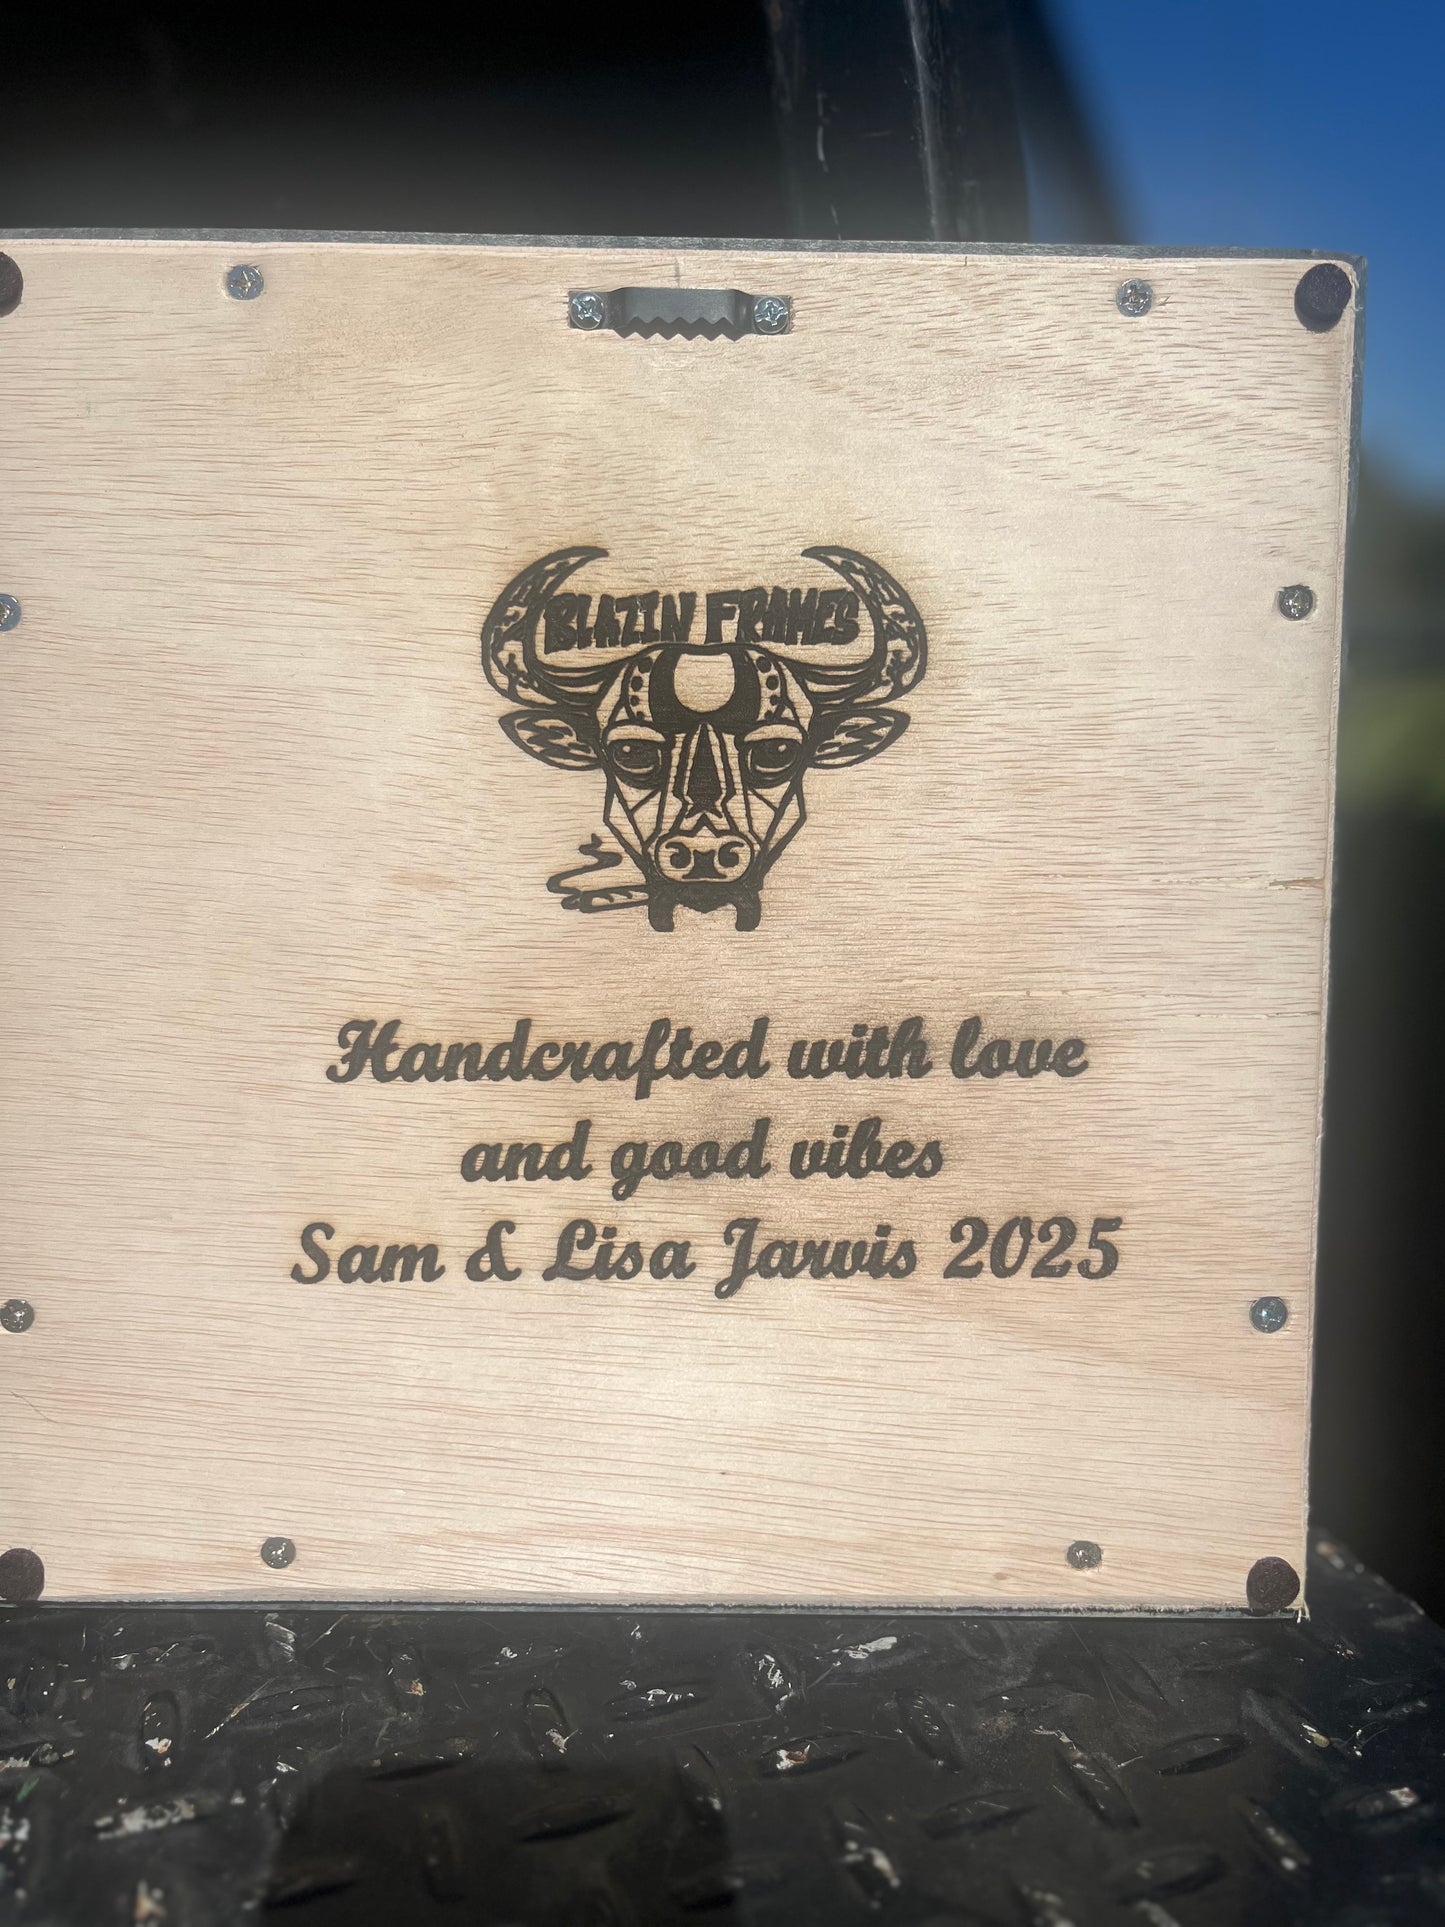 BLAZIN FRAMES
Handcrafted with love
and good vibes
Sam & Lisa Jarvis 2025